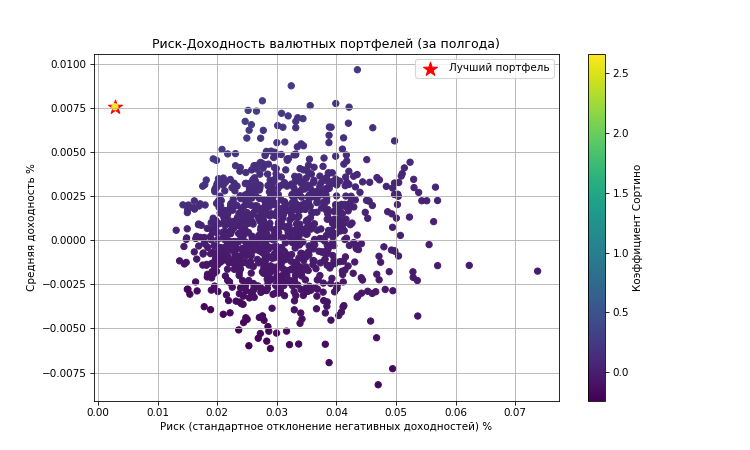 Риск-Доходность валютных портфелей (за полгода)
Лучший портфель
0.0100
0.0075
0.0050
0.0025
0.0000
−0.0025
−0.0050
−0.0075
Средняя доходность %
0.00 0.01 0.02 0.03 0.04 0.05 0.06 0.07
Риск (стандартное отклонение негативных доходностей) %
2.5
2.0
1.5
1.0
0.5
0.0
Коэффициент Сортино